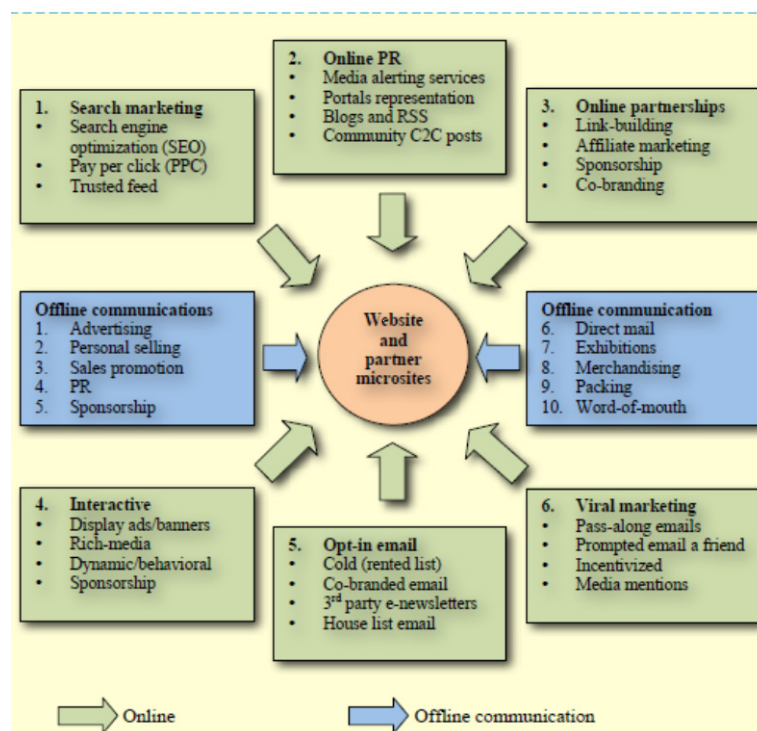 1. Search marketing
• Search engine
optimization (SEO)
• Pay per click (PPC)
• Trusted feed
2. Online PR
• Media alerting services
• Portals representation
• Blogs and RSS
• Community C2C posts
3. Online partnerships
• Link-building
• Affiliate marketing
• Sponsorship
• Co-branding
Offline communications
1. Advertising
2. Personal selling
3. Sales promotion
4. PR
5. Sponsorship
Website
and
partner
microsites
Offline communication
6. Direct mail
7. Exhibitions
8. Merchandising
9. Packing
10. Word-of-mouth
4. Interactive
• Display ads/banners
• Rich-media
• Dynamic/behavioral
• Sponsorship
5. Opt-in email
• Cold (rented list)
• Co-branded email
• 3rd party e-newsletters
• House list email
6. Viral marketing
• Pass-along emails
• Prompted email a friend
• Incentivized
• Media mentions
Online
Offline communication